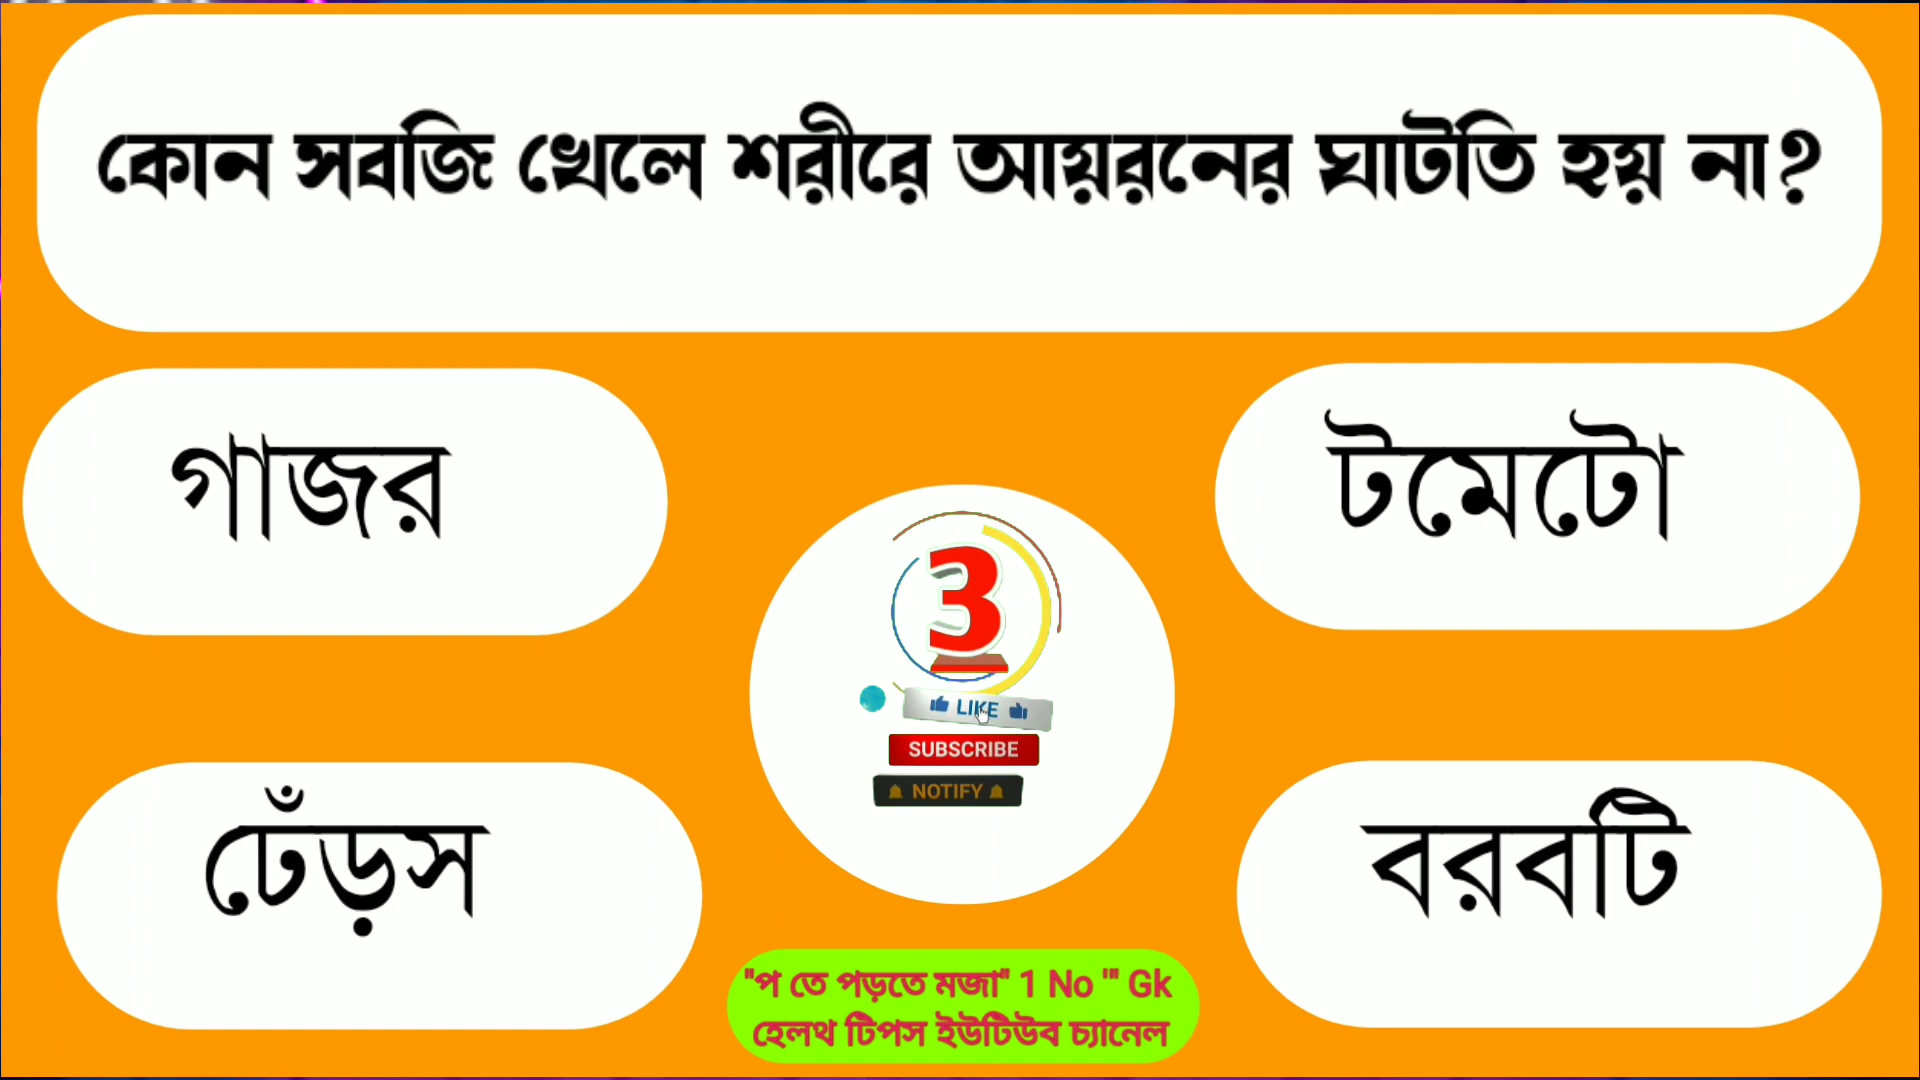 কোন সবজি খেলে শরীরে আয়রনের ঘাটতি হয় না?
গাজর
টমেটো
3
LIKE
SUBSCRIBE
NOTIFY
ঢেঁড়স
বরবটি
"প তে পড়তে মজা" 1 No '" Gk
হেলথ টিপস ইউটিউব চ্যানেল